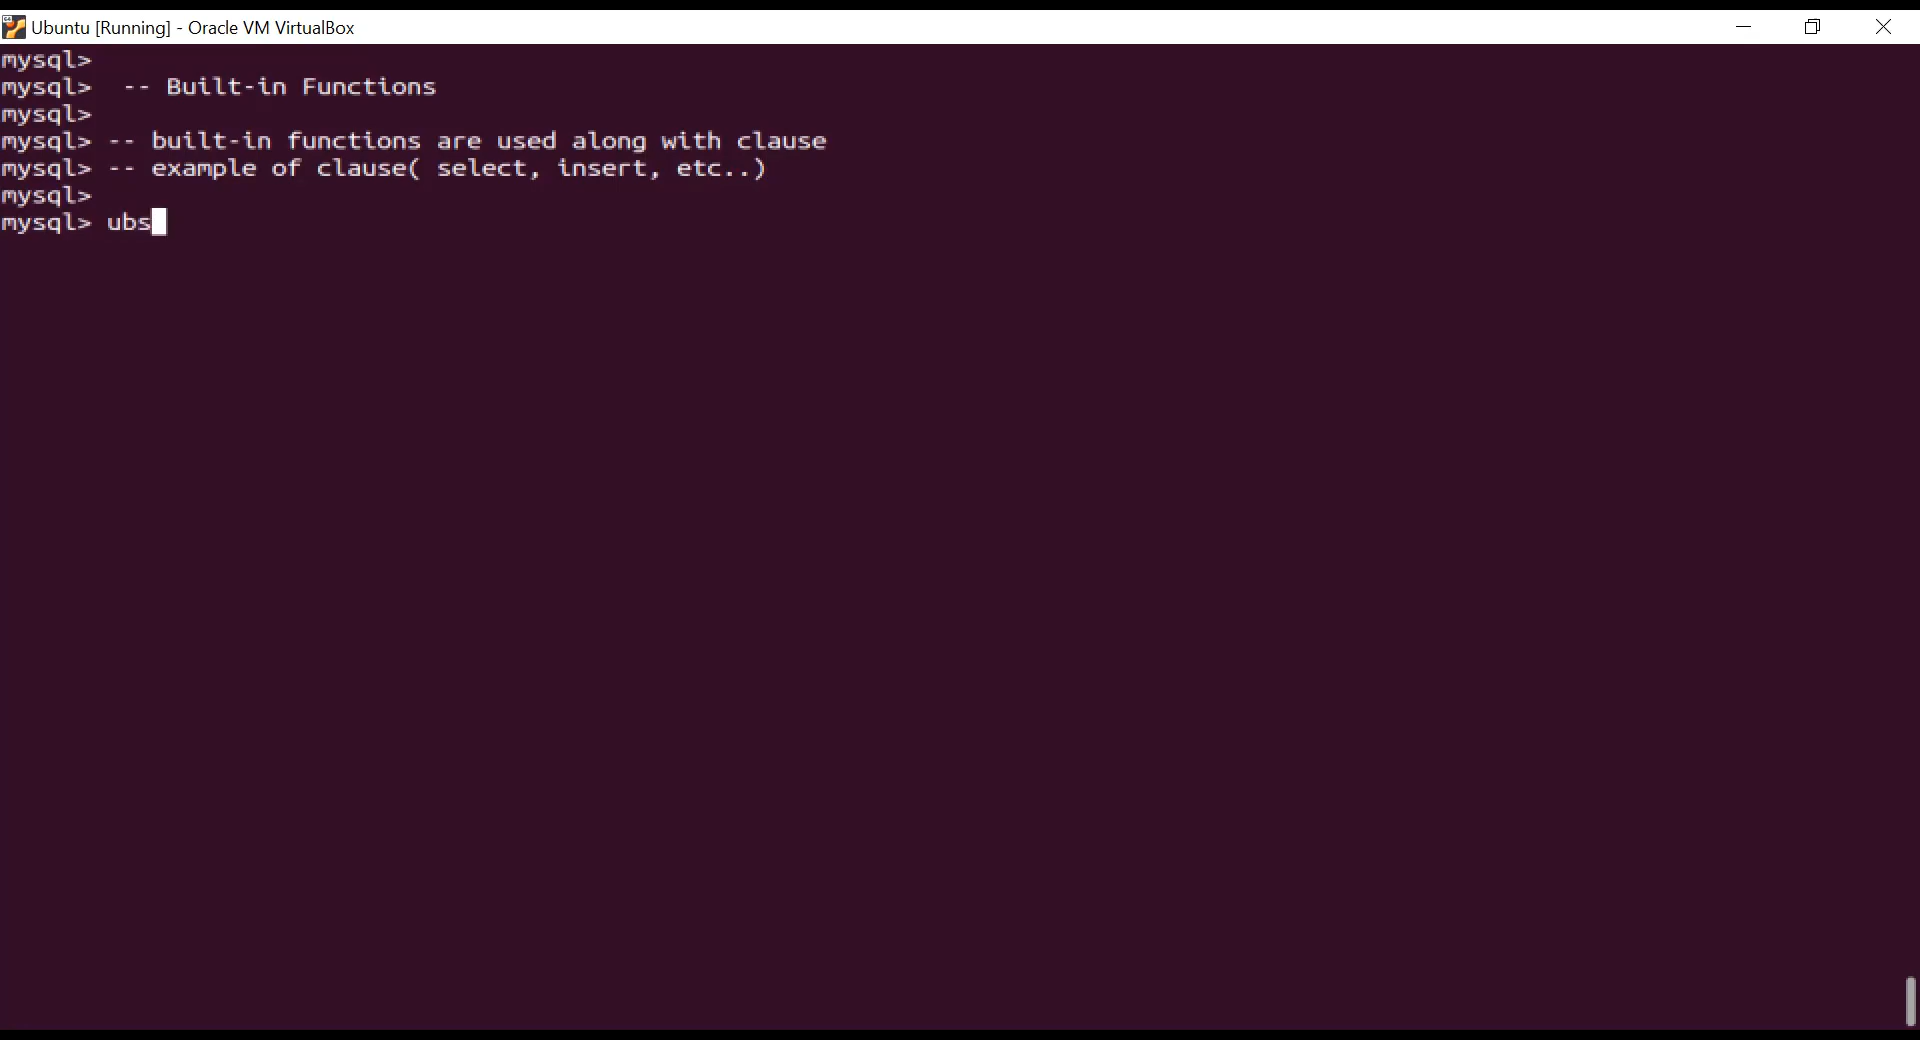 Ubuntu [Running] - Oracle VM VirtualBox
mysql>
mysql>  -- Built-in Functions
mysql>
mysql> -- built-in functions are used along with clause
mysql> -- example of clause( select, insert, etc..)
mysql>
mysql> ubs